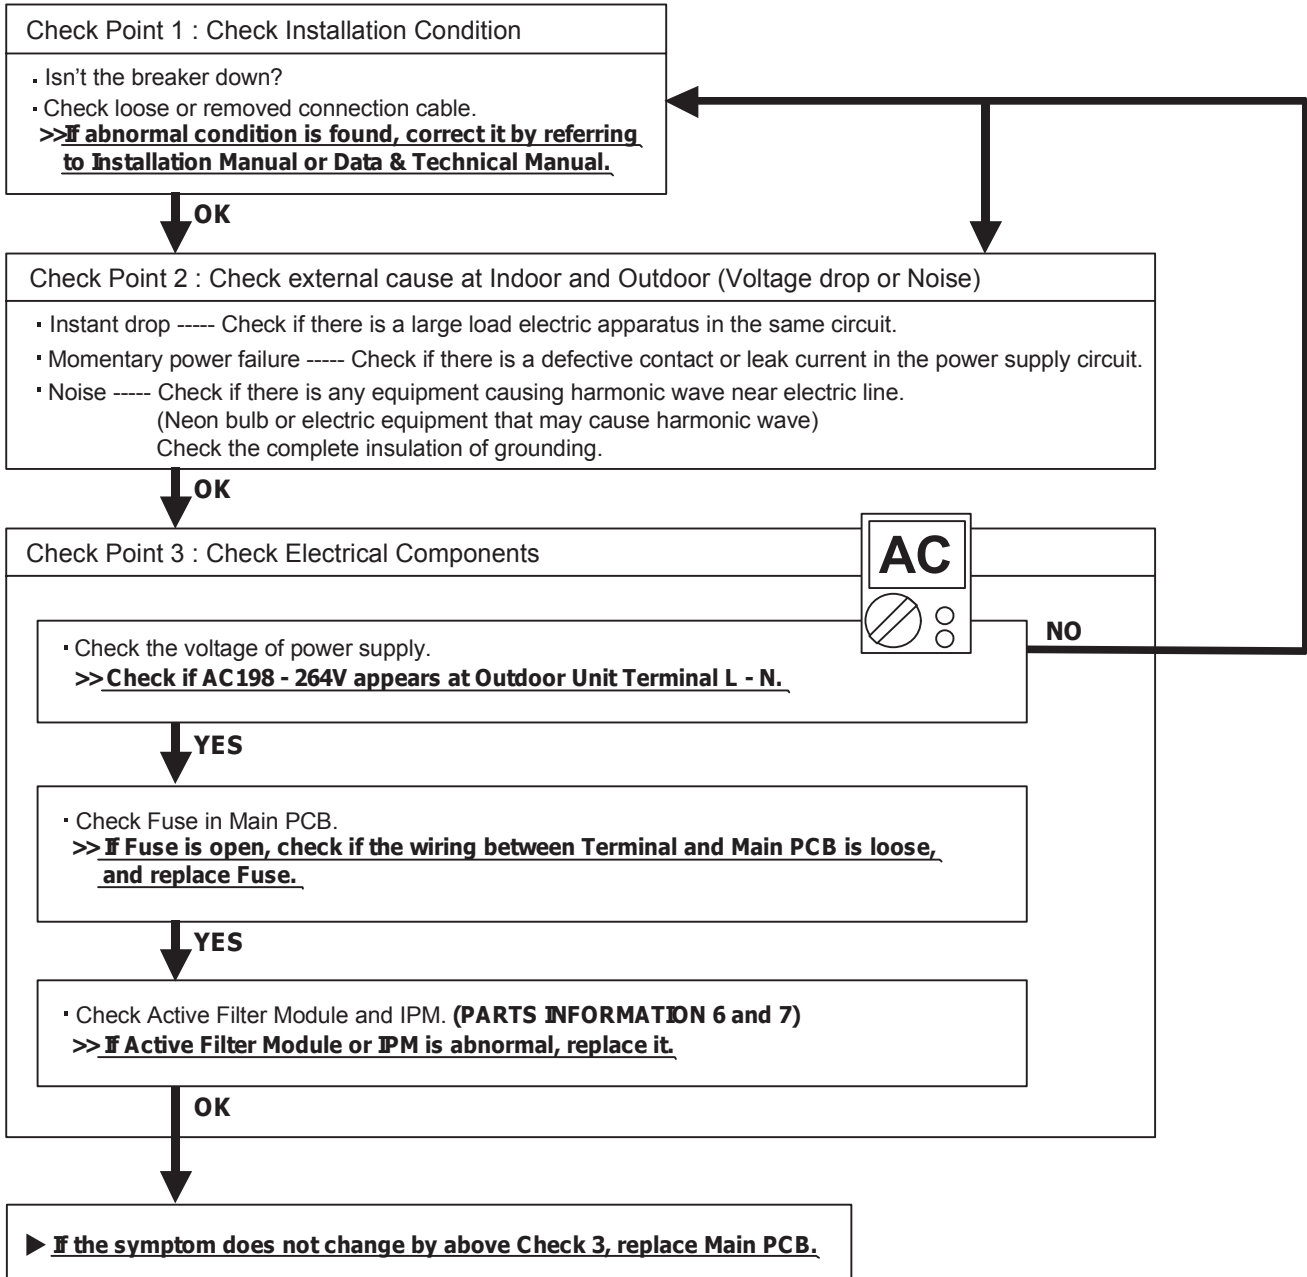 Check Point 1 : Check Installation Condition
· Isn't the breaker down?
· Check loose or removed connection cable.
>>If abnormal condition is found, correct it by referring
to Installation Manual or Data & Technical Manual.
OK
Check Point 2 : Check external cause at Indoor and Outdoor (Voltage drop or Noise)
· Instant drop ----- Check if there is a large load electric apparatus in the same circuit.
· Momentary power failure ----- Check if there is a defective contact or leak current in the power supply circuit.
· Noise ----- Check if there is any equipment causing harmonic wave near electric line.
(Neon bulb or electric equipment that may cause harmonic wave)
Check the complete insulation of grounding.
OK
Check Point 3 : Check Electrical Components
AC
NO
· Check the voltage of power supply.
>>Check if AC198 - 264V appears at Outdoor Unit Terminal L - N.
YES
· Check Fuse in Main PCB.
>>If Fuse is open, check if the wiring between Terminal and Main PCB is loose,
and replace Fuse.
YES
· Check Active Filter Module and IPM. (PARTS INFORMATION 6 and 7)
>>If Active Filter Module or IPM is abnormal, replace it.
OK
▶ If the symptom does not change by above Check 3, replace Main PCB.